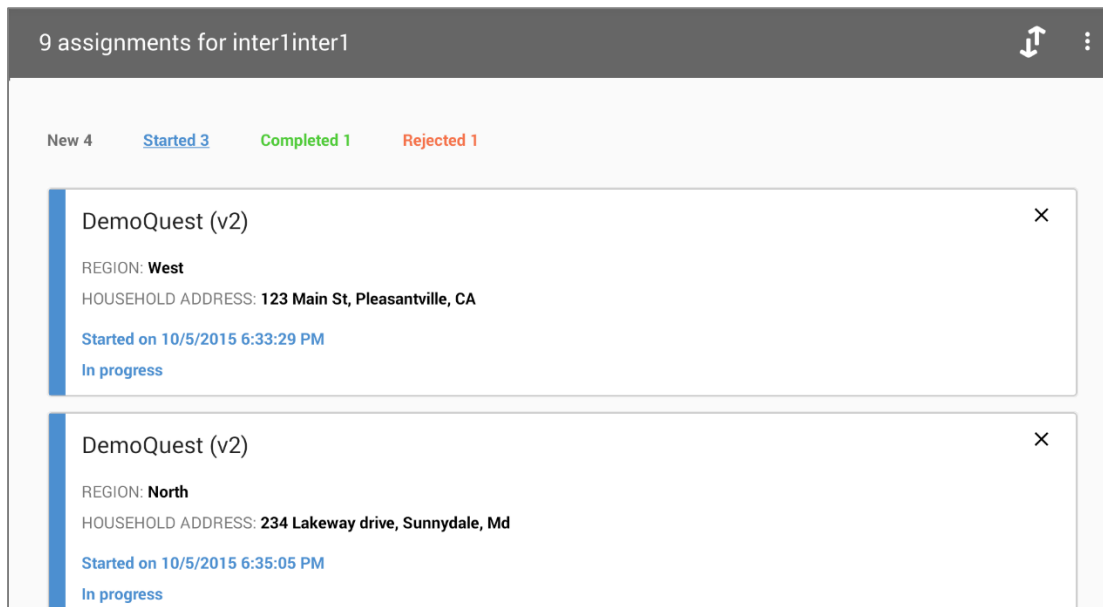 9 assignments for inter1inter1
New 4 Started 3 Completed 1 Rejected 1
DemoQuest (v2)
REGION: West
HOUSEHOLD ADDRESS: 123 Main St, Pleasantville, CA
Started on 10/5/2015 6:33:29 PM
In progress
DemoQuest (v2)
REGION: North
HOUSEHOLD ADDRESS: 234 Lakeway drive, Sunnydale, Md
Started on 10/5/2015 6:35:05 PM
In progress